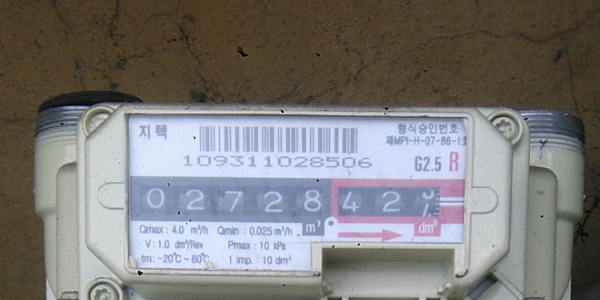 지텍
형식승인번호
제MPI-H-07-86-1
109311028506
G2.5 R
0 2 7 2 8 4 2
m³ dm³
Qmax : 4.0 m³/h Qmin : 0.025 m³/h
V : 1.0 dm³/Rev Pmax : 10 kPa
tm: -20°C ~ 60°C 1 imp. : 10 dm³